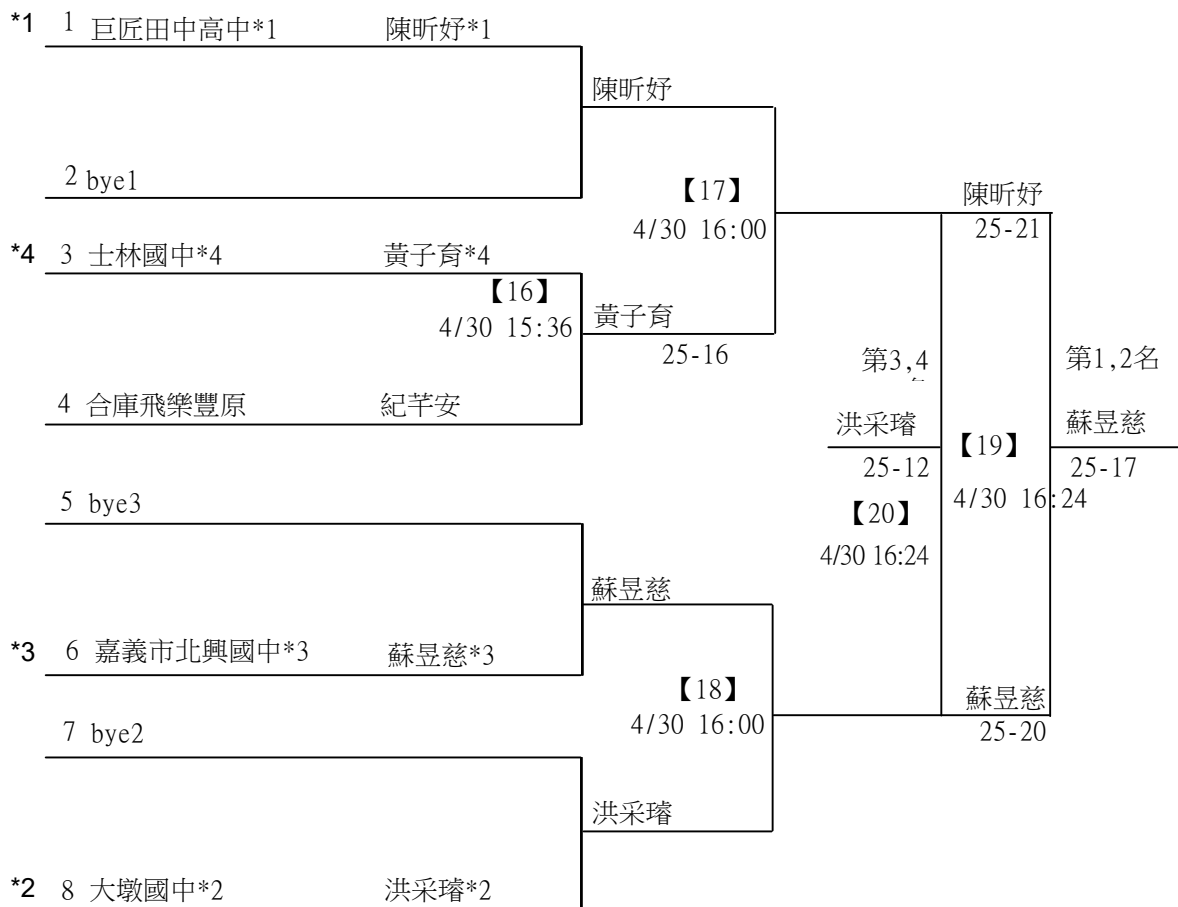 *1 1 巨匠田中高中*1 陳昕妤*1
陳昕妤
2 bye1
【17】
4/30 16:00
陳昕妤
25-21
*4 3 士林國中*4 黃子育*4
【16】
4/30 15:36
黃子育
25-16
第3,4
第1,2名
4 合庫飛樂豐原 紀芊安
洪采璿
25-12
【19】
4/30 16:24
蘇昱慈
25-17
5 bye3
【20】
4/30 16:24
蘇昱慈
*3 6 嘉義市北興國中*3 蘇昱慈*3
【18】
4/30 16:00
蘇昱慈
25-20
7 bye2
洪采璿
*2 8 大墩國中*2 洪采璿*2